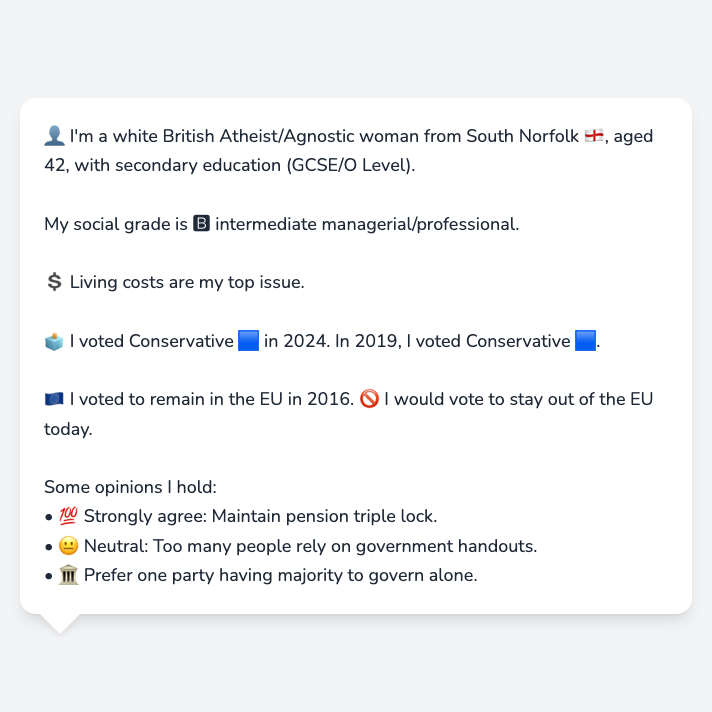 👤 I'm a white British Atheist/Agnostic woman from South Norfolk 🏴󠁧󠁢󠁥󠁮󠁧󠁿, aged
42, with secondary education (GCSE/O Level).
My social grade is 🅱 intermediate managerial/professional.
💲 Living costs are my top issue.
🗳️ I voted Conservative 🟦 in 2024. In 2019, I voted Conservative 🟦.
🇪🇺 I voted to remain in the EU in 2016. 🚫 I would vote to stay out of the EU
today.
Some opinions I hold:
• 💯 Strongly agree: Maintain pension triple lock.
• 😐 Neutral: Too many people rely on government handouts.
• 🏛️ Prefer one party having majority to govern alone.